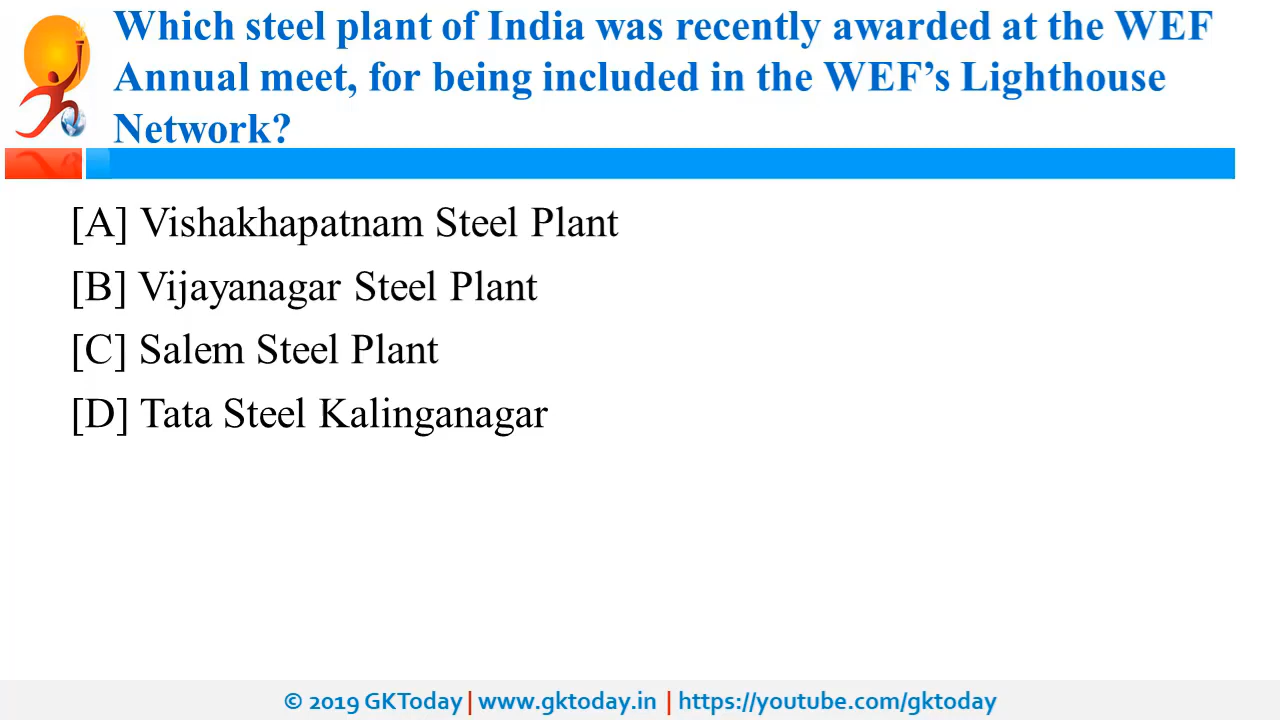 Which steel plant of India was recently awarded at the WEF
Annual meet, for being included in the WEF’s Lighthouse
Network?
[A] Vishakhapatnam Steel Plant
[B] Vijayanagar Steel Plant
[C] Salem Steel Plant
[D] Tata Steel Kalinganagar
© 2019 GKToday | www.gktoday.in | https://youtube.com/gktoday